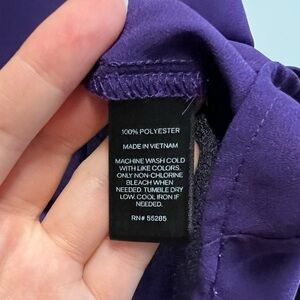 100% POLYESTER
MADE IN VIETNAM
MACHINE WASH COLD
WITH LIKE COLORS.
ONLY NON-CHLORINE
BLEACH WHEN
NEEDED. TUMBLE DRY
LOW. COOL IRON IF
NEEDED.
RN# 55285